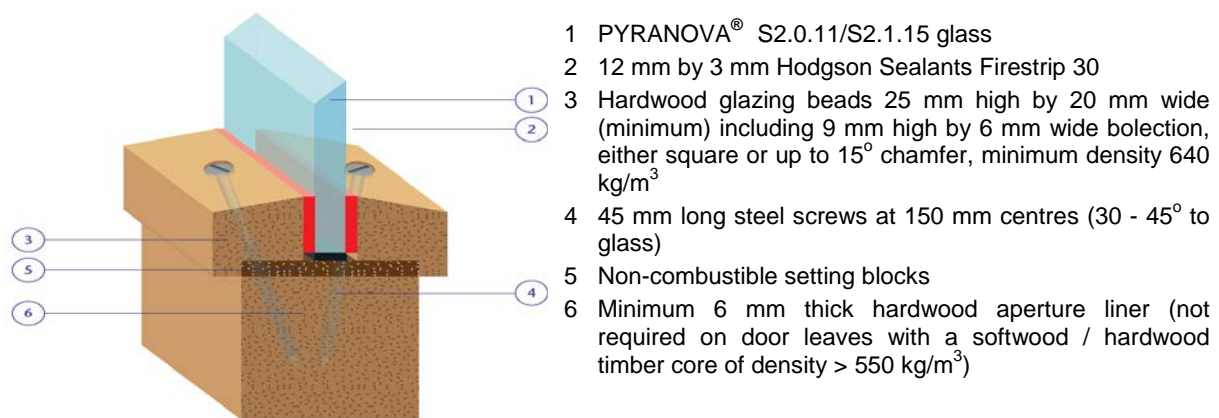 1 PYRANOVA® S2.0.11/S2.1.15 glass
2 12 mm by 3 mm Hodgson Sealants Firestrip 30
3 Hardwood glazing beads 25 mm high by 20 mm wide
(minimum) including 9 mm high by 6 mm wide bolection,
either square or up to 15° chamfer, minimum density 640
kg/m³
4 45 mm long steel screws at 150 mm centres (30 - 45° to
glass)
5 Non-combustible setting blocks
6 Minimum 6 mm thick hardwood aperture liner (not
required on door leaves with a softwood / hardwood
timber core of density > 550 kg/m³)
1
2
3
5
4
6